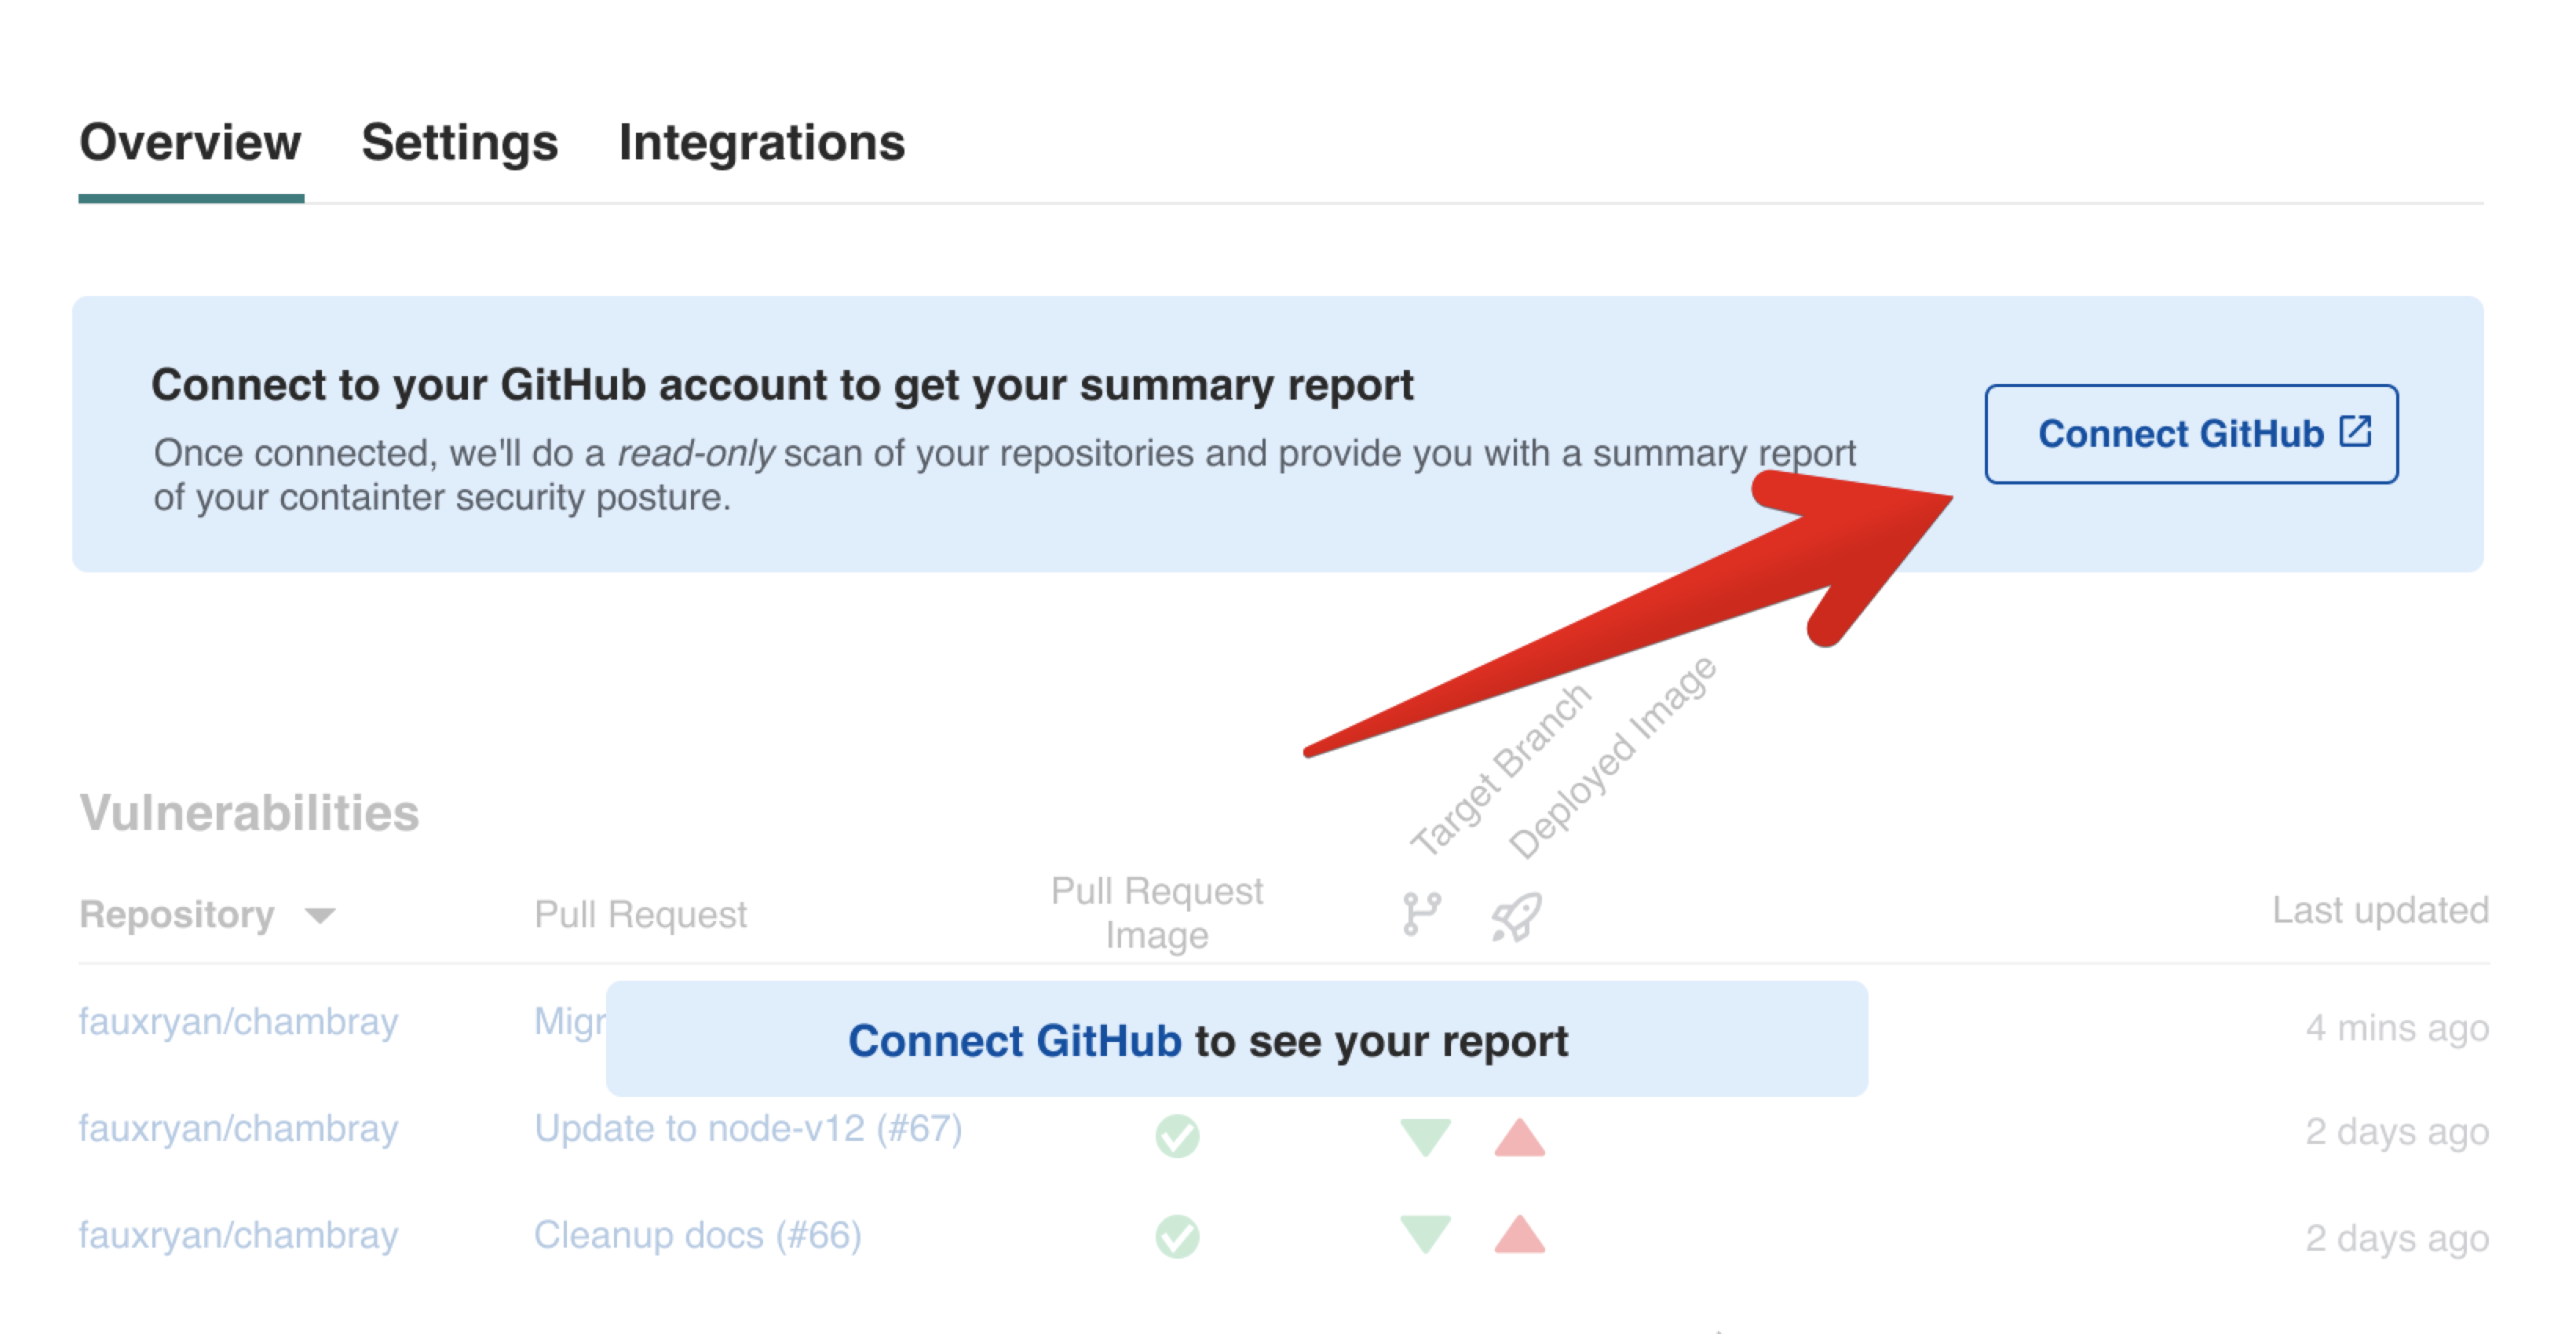 Overview Settings Integrations
Connect to your GitHub account to get your summary report
Once connected, we'll do a read-only scan of your repositories and provide you with a summary report
of your containter security posture.
Connect GitHub
Vulnerabilities
Target Branch
Deployed Image
Repository
Pull Request
Pull Request
Image
Last updated
fauxryan/chambray
4 mins ago
Connect GitHub to see your report
fauxryan/chambray Update to node-v12 (#67) 2 days ago
fauxryan/chambray Cleanup docs (#66) 2 days ago